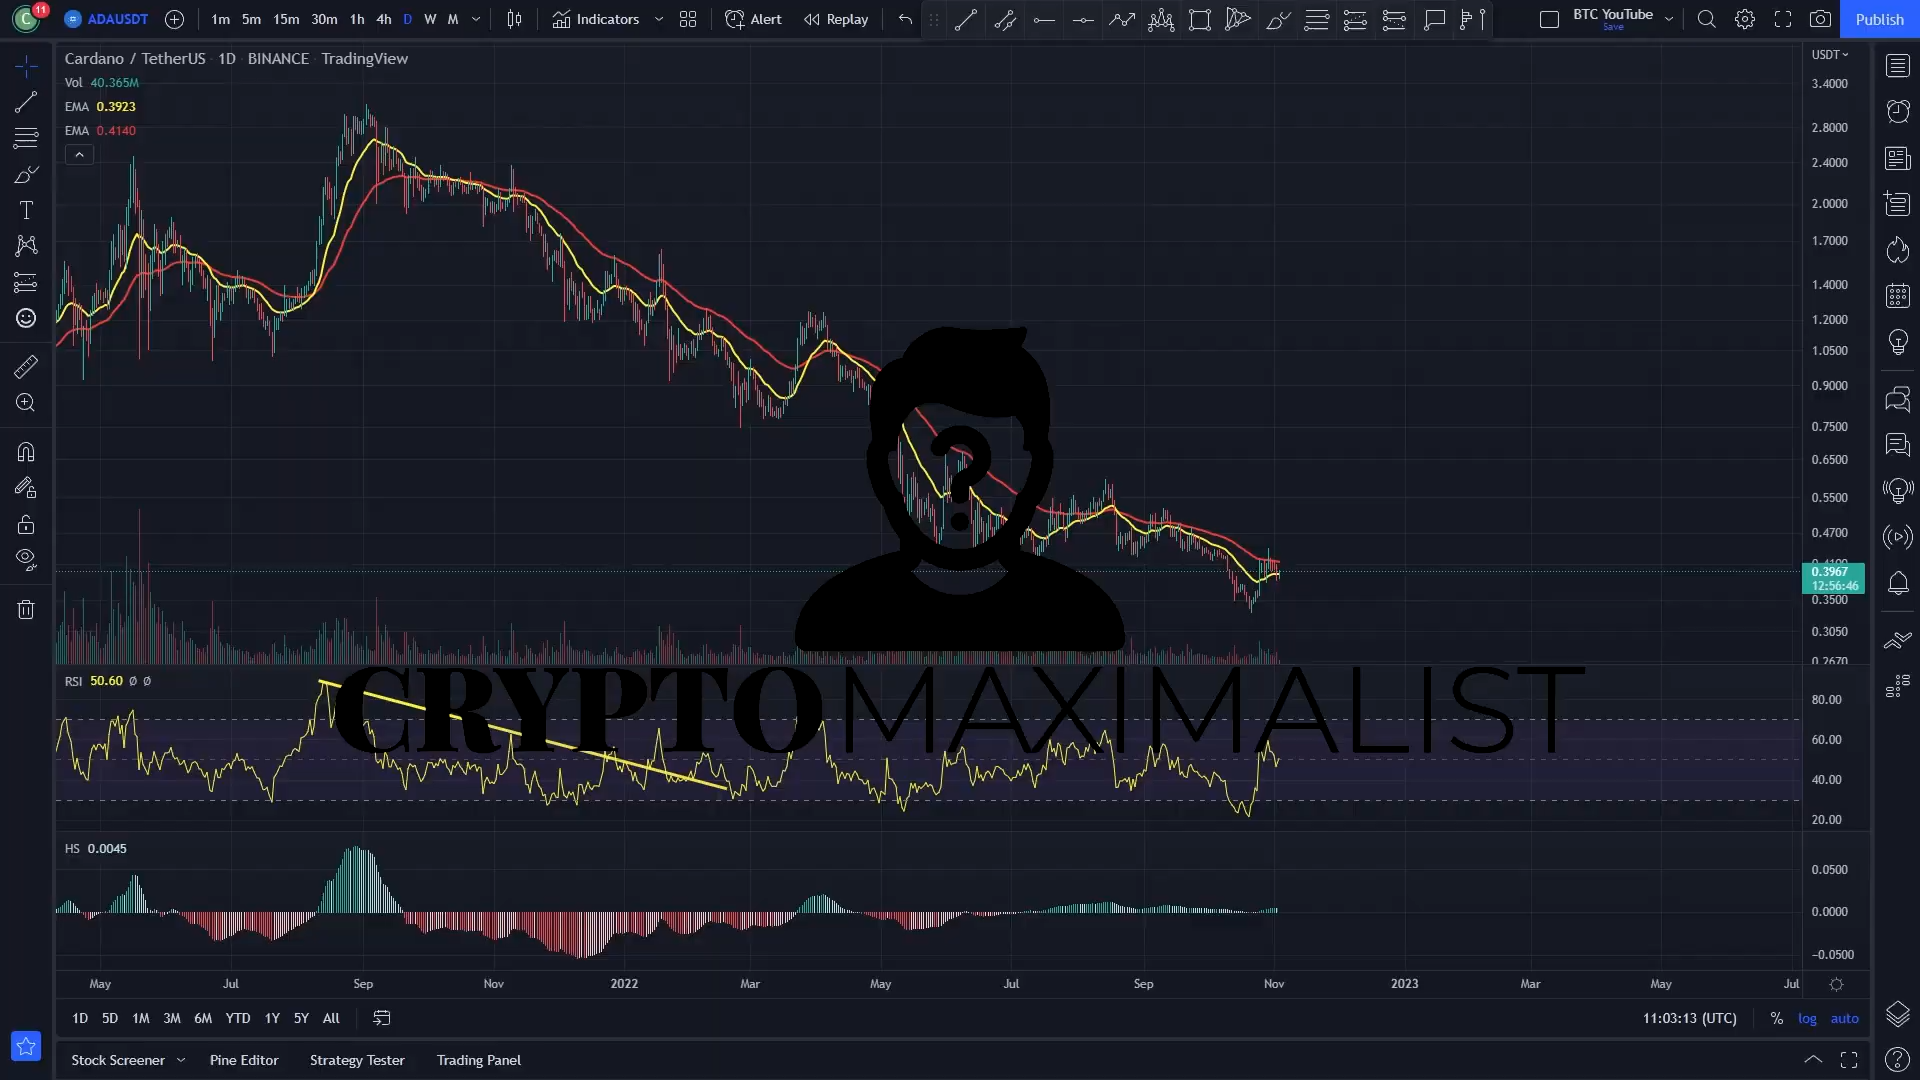 C 11 ADAUSDT 1m 5m 15m 30m 1h 4h D W M Indicators Alert Replay BTC YouTube Save Publish
Cardano / TetherUS · 1D · BINANCE · TradingView
USDT
Vol 40.365M
EMA 0.3923
EMA 0.4140
3.4000
2.8000
2.4000
2.0000
1.7000
1.4000
1.2000
1.0500
0.9000
0.7500
0.6500
0.5500
0.4700
0.3967
12:56:46
0.3500
0.3050
0.2670
?
CRYPTOMAXIMALIST
RSI 50.60 Ø Ø
80.00
60.00
40.00
20.00
HS 0.0045
0.0500
0.0000
−0.0500
May Jul Sep Nov 2022 Mar May Jul Sep Nov 2023 Mar May Jul
1D 5D 1M 3M 6M YTD 1Y 5Y All 11:03:13 (UTC) % log auto
Stock Screener Pine Editor Strategy Tester Trading Panel